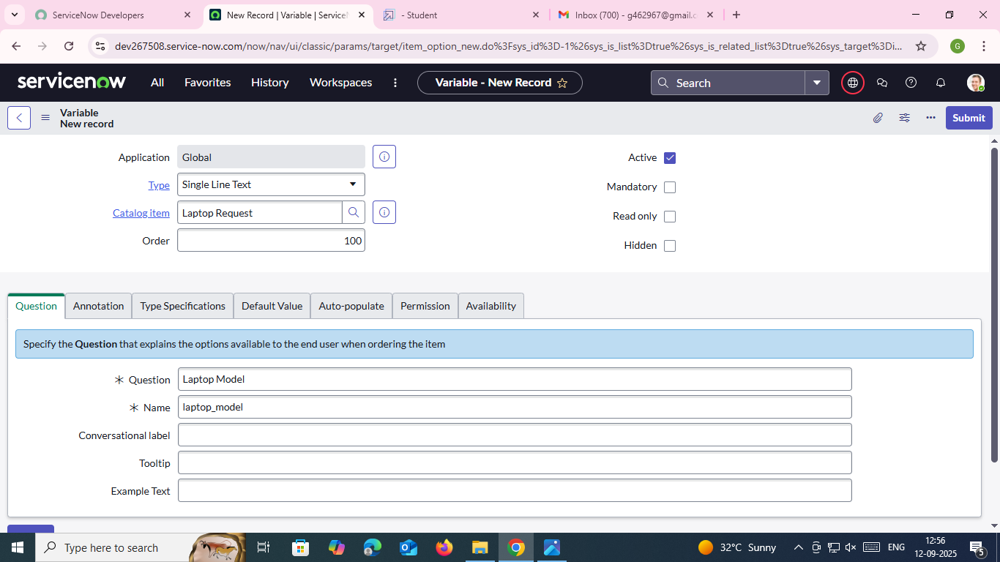 ServiceNow Developers
New Record | Variable | Service
- Student
Inbox (700) - g462967@gmail.c
dev267508.service-now.com/now/nav/ui/classic/params/target/item_option_new.do%3Fsys_id%3D-1%26sys_is_list%3Dtrue%26sys_is_related_list%3Dtrue%26sys_target%3Di...
G
servicenow
All
Favorites
History
Workspaces
Variable - New Record
Search
Variable
New record
Submit
Application
Global
Active
Type
Single Line Text
Mandatory
Catalog item
Laptop Request
Read only
Order
100
Hidden
Question
Annotation
Type Specifications
Default Value
Auto-populate
Permission
Availability
Specify the Question that explains the options available to the end user when ordering the item
Question
Laptop Model
Name
laptop_model
Conversational label
Tooltip
Example Text
Type here to search
32°C Sunny
ENG
12:56
12-09-2025
5